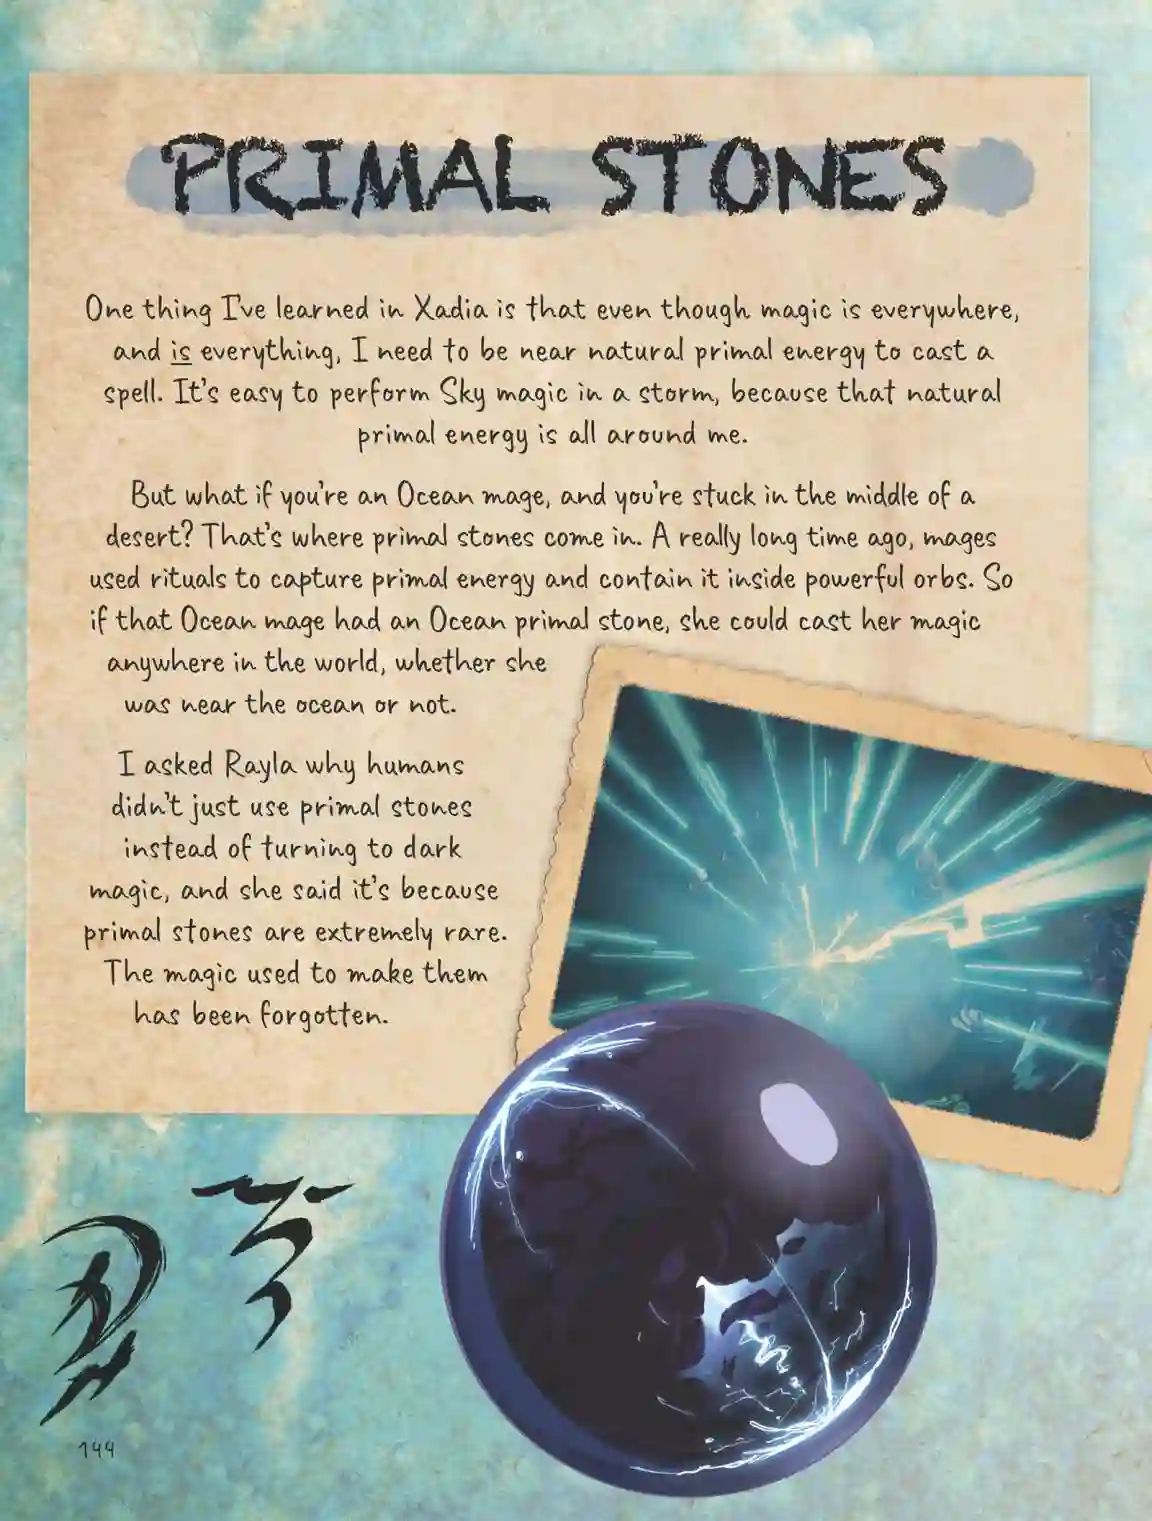 PRIMAL STONES
One thing I've learned in Xadia is that even though magic is everywhere,
and is everything, I need to be near natural primal energy to cast a
spell. It's easy to perform Sky magic in a storm, because that natural
primal energy is all around me.
But what if you're an Ocean mage, and you're stuck in the middle of a
desert? That's where primal stones come in. A really long time ago, mages
used rituals to capture primal energy and contain it inside powerful orbs. So
if that Ocean mage had an Ocean primal stone, she could cast her magic
anywhere in the world, whether she
was near the ocean or not.
I asked Rayla why humans
didn't just use primal stones
instead of turning to dark
magic, and she said it's because
primal stones are extremely rare.
The magic used to make them
has been forgotten.
144